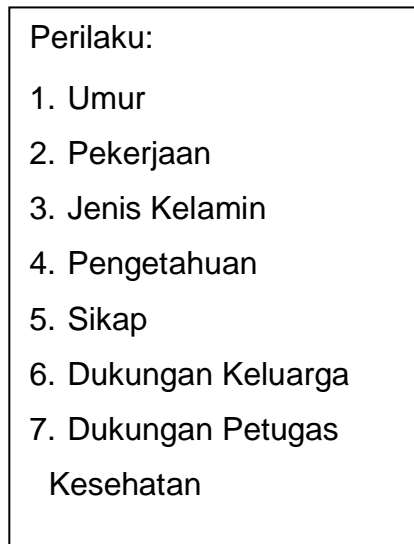 Perilaku:
1. Umur
2. Pekerjaan
3. Jenis Kelamin
4. Pengetahuan
5. Sikap
6. Dukungan Keluarga
7. Dukungan Petugas
Kesehatan